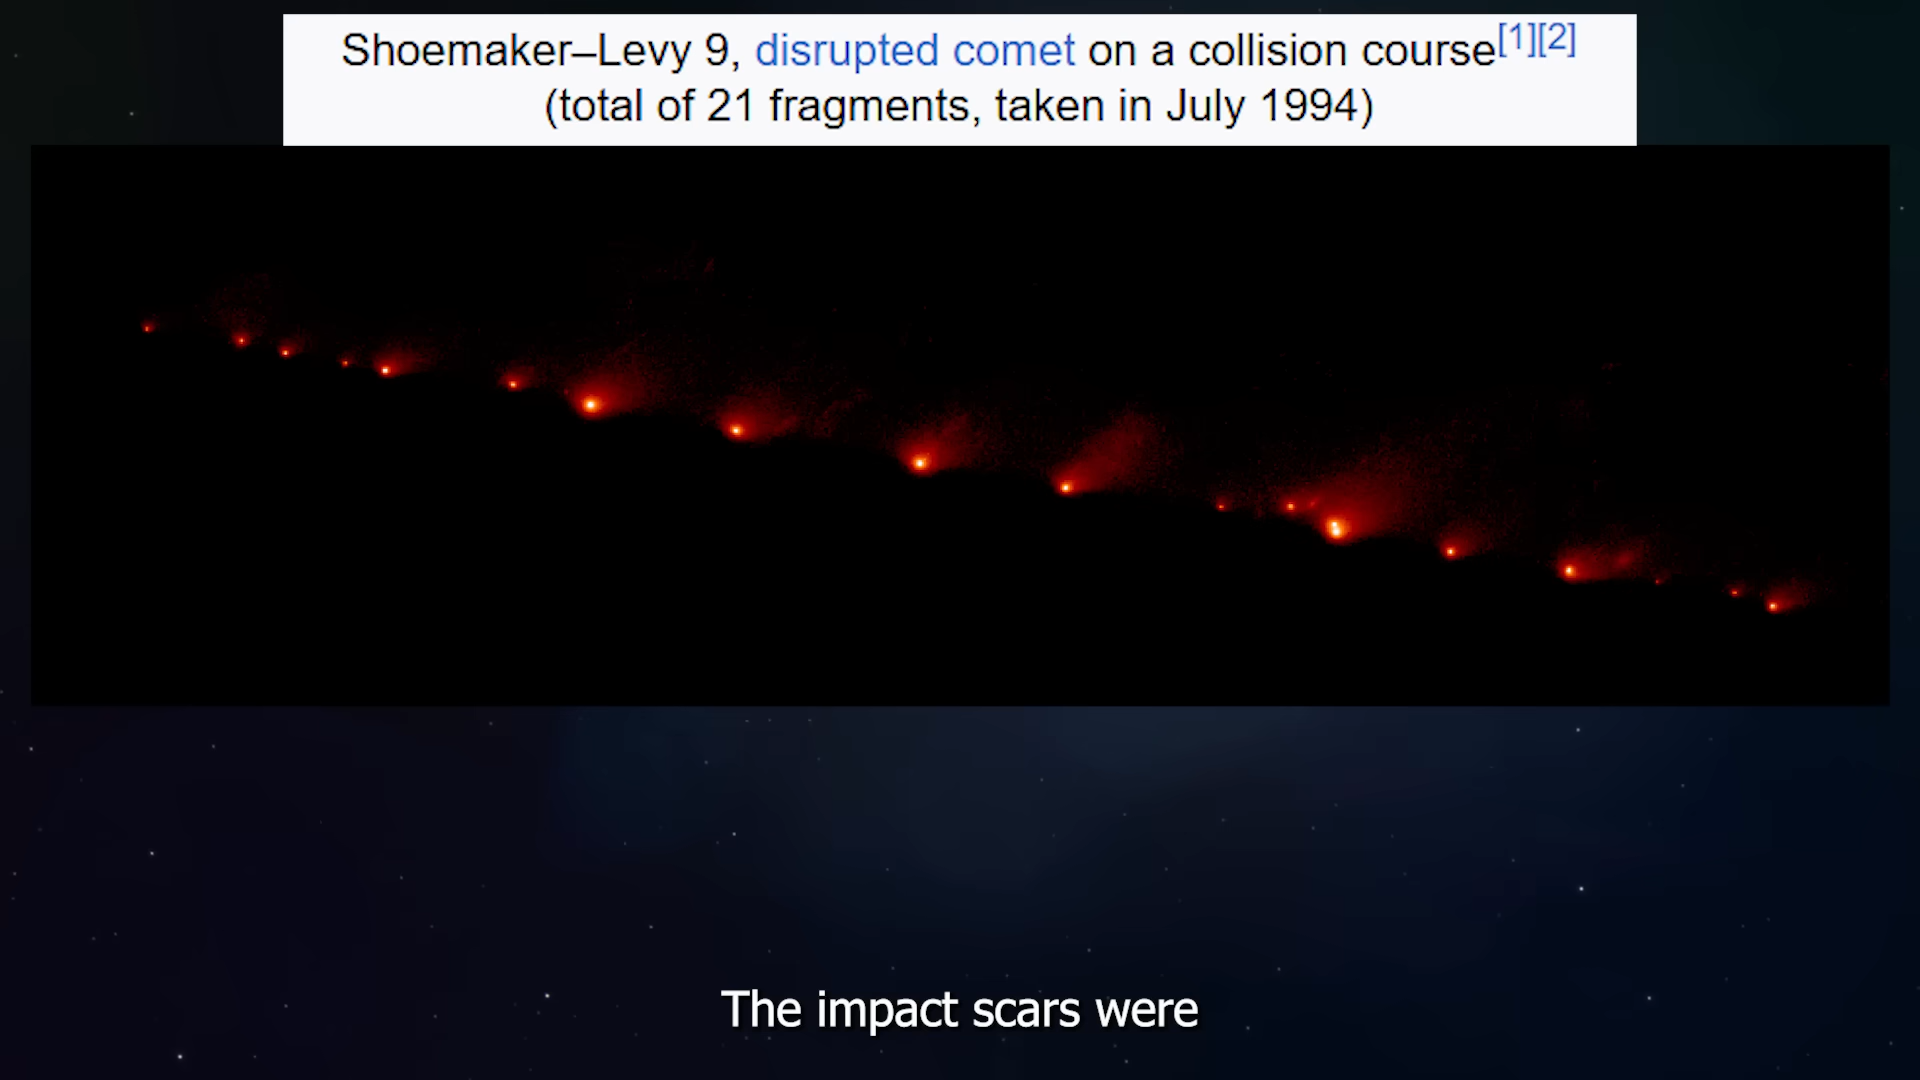 Shoemaker–Levy 9, disrupted comet on a collision course[1][2]
(total of 21 fragments, taken in July 1994)
The impact scars were